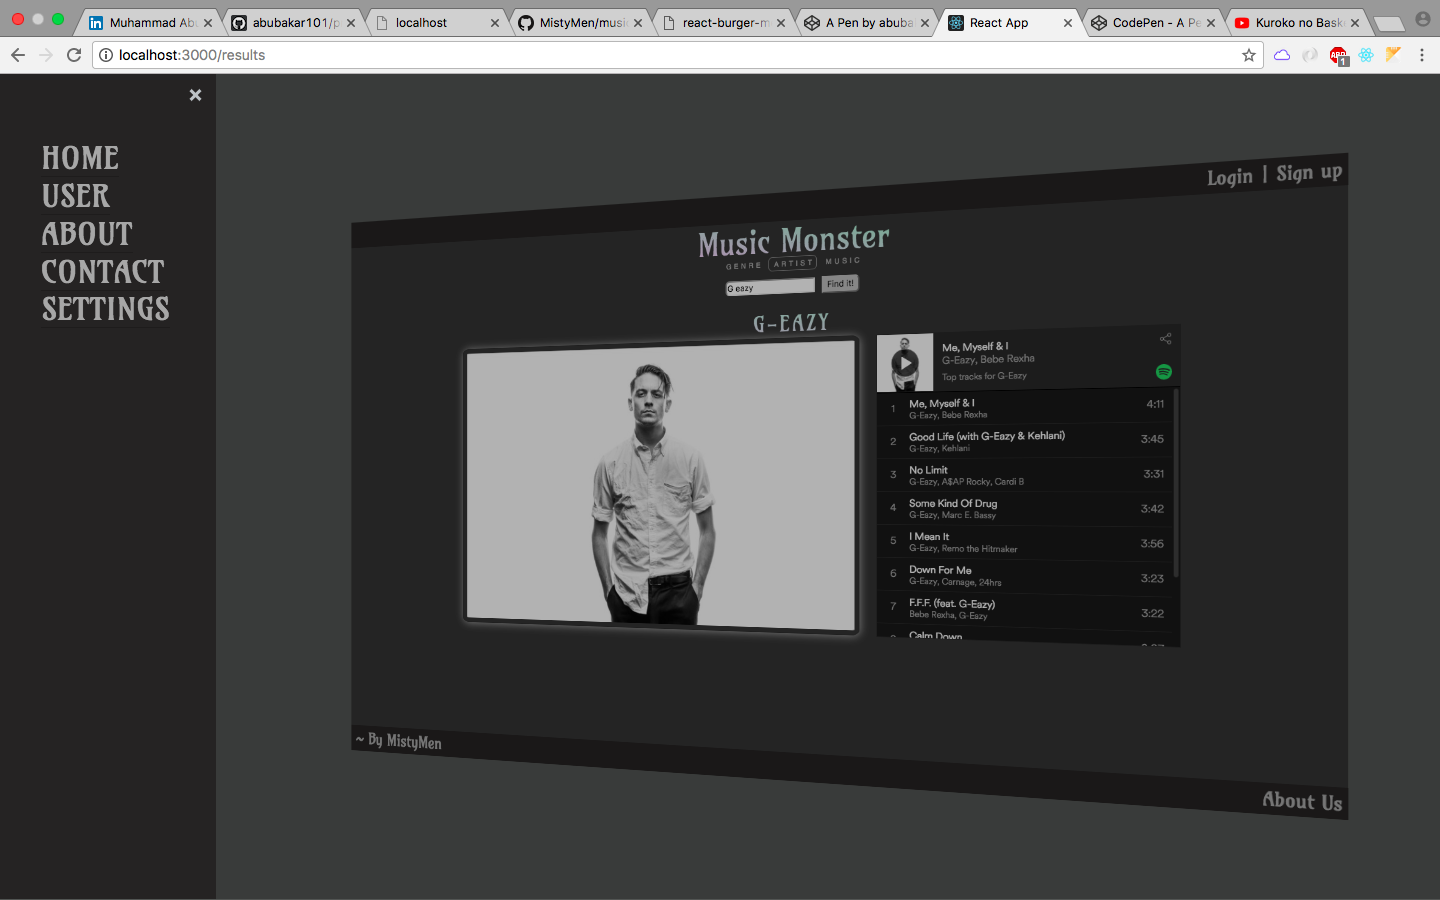 Muhammad Abu
abubakar101/p
localhost
MistyMen/musi
react-burger-m
A Pen by abuba
React App
CodePen - A Pe
Kuroko no Bask
localhost:3000/results
ABP
1
HOME
USER
ABOUT
CONTACT
SETTINGS
Login | Sign up
Music Monster
GENRE ARTIST MUSIC
G eazy Find it!
G-EAZY
Me, Myself & I
G-Eazy, Bebe Rexha
Top tracks for G-Eazy
1 Me, Myself & I 4:11
G-Eazy, Bebe Rexha
2 Good Life (with G-Eazy & Kehlani) 3:45
G-Eazy, Kehlani
3 No Limit 3:31
G-Eazy, A$AP Rocky, Cardi B
4 Some Kind Of Drug 3:42
G-Eazy, Marc E. Bassy
5 I Mean It 3:56
G-Eazy, Remo the Hitmaker
6 Down For Me 3:23
G-Eazy, Carnage, 24hrs
7 F.F.F. (feat. G-Eazy) 3:22
Bebe Rexha, G-Eazy
Calm Down
~ By MistyMen
About Us